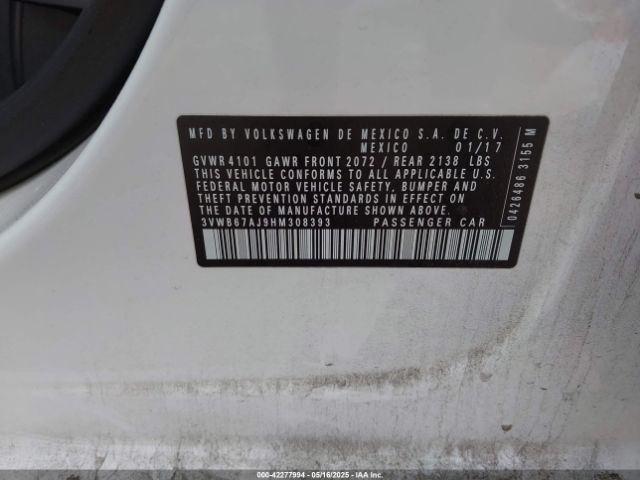 MFD BY VOLKSWAGEN DE MEXICO S.A. DE C.V.
MEXICO 01/17
GVWR 4101 GAWR FRONT 2072 / REAR 2138 LBS
THIS VEHICLE CONFORMS TO ALL APPLICABLE U.S.
FEDERAL MOTOR VEHICLE SAFETY, BUMPER AND
THEFT PREVENTION STANDARDS IN EFFECT ON
THE DATE OF MANUFACTURE SHOWN ABOVE.
3VWB67AJ9HM308393 PASSENGER CAR
0426486 3155 M
000-42277994 - 05/16/2025 - IAA Inc.